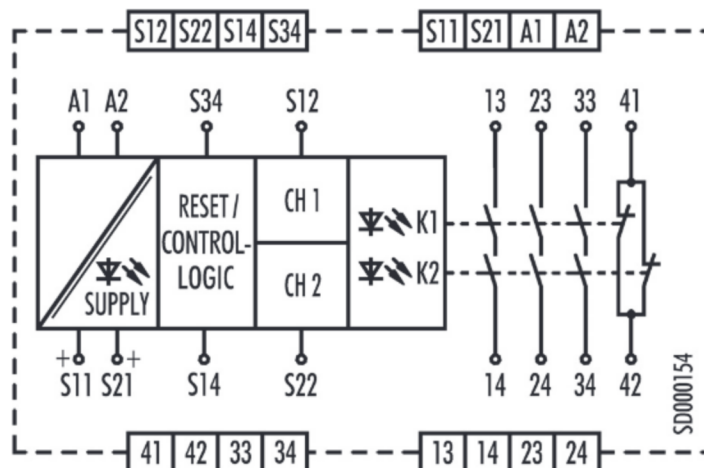 S12 S22 S14 S34 S11 S21 A1 A2
A1 A2 S34 S12 13 23 33 41
RESET /
CONTROL-
LOGIC
CH 1
CH 2
K1
K2
SUPPLY
+ +
S11 S21 S14 S22 14 24 34 42
SD000154
41 42 33 34 13 14 23 24